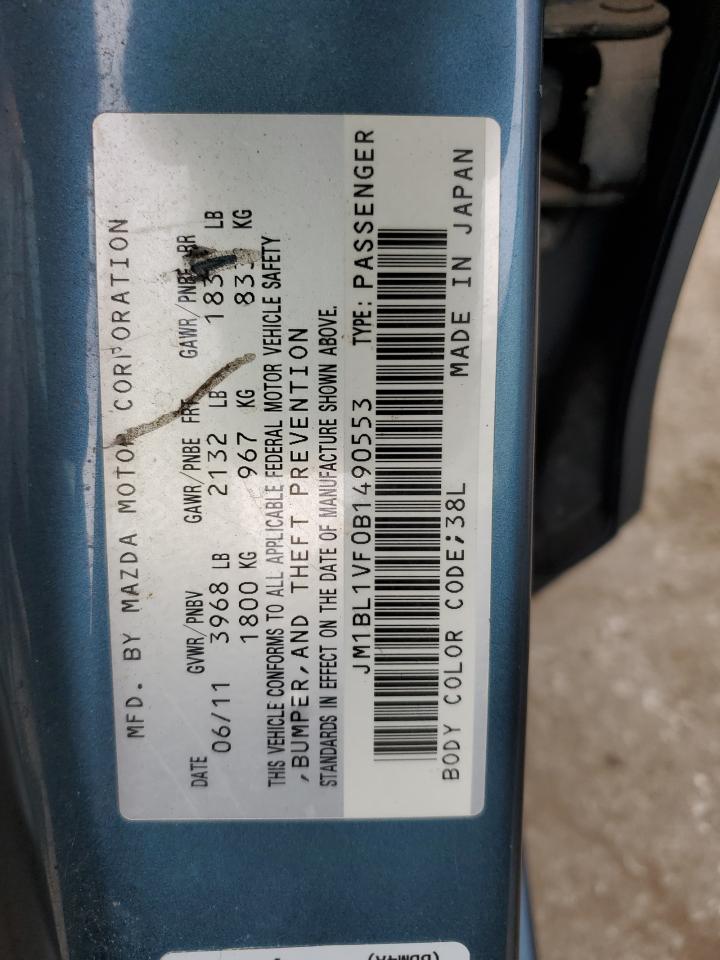 MFD. BY MAZDA MOTOR CORPORATION
DATE GVWR/PNBV GAWR/PNBE FRT GAWR/PNBE RR
06/11 3968 LB 2132 LB LB
1800 KG 967 KG KG
THIS VEHICLE CONFORMS TO ALL APPLICABLE FEDERAL MOTOR VEHICLE SAFETY
,BUMPER,AND THEFT PREVENTION
STANDARDS IN EFFECT ON THE DATE OF MANUFACTURE SHOWN ABOVE.
JM1BL1VF0B1490553 TYPE: PASSENGER
BODY COLOR CODE;38L MADE IN JAPAN